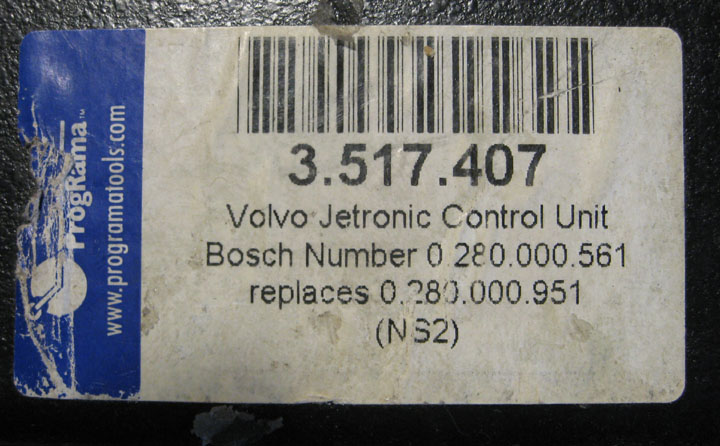 ProgRama™
www.programatools.com
3.517.407
Volvo Jetronic Control Unit
Bosch Number 0.280.000.561
replaces 0.280.000.951
(NS2)